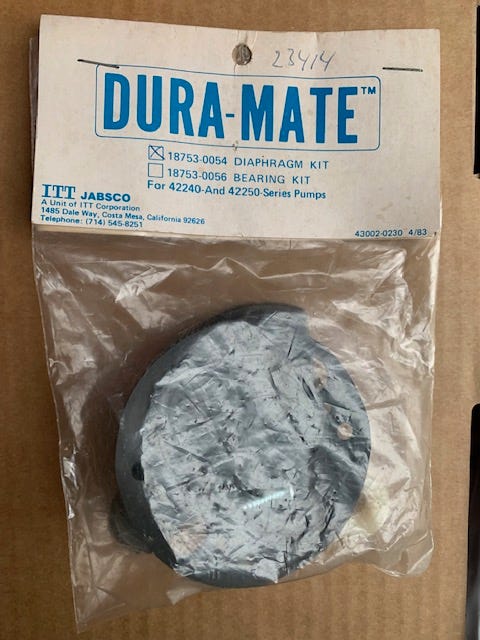 23414
DURA-MATE™
18753-0054 DIAPHRAGM KIT
18753-0056 BEARING KIT
For 42240-And 42250-Series Pumps
ITT JABSCO
A Unit of ITT Corporation
1485 Dale Way, Costa Mesa, California 92626
Telephone: (714) 545-8251
43002-0230 4/83